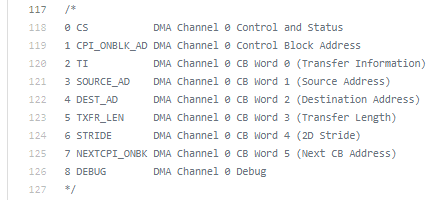 117 /*
118 0 CS DMA Channel 0 Control and Status
119 1 CPI_ONBLK_AD DMA Channel 0 Control Block Address
120 2 TI DMA Channel 0 CB Word 0 (Transfer Information)
121 3 SOURCE_AD DMA Channel 0 CB Word 1 (Source Address)
122 4 DEST_AD DMA Channel 0 CB Word 2 (Destination Address)
123 5 TXFR_LEN DMA Channel 0 CB Word 3 (Transfer Length)
124 6 STRIDE DMA Channel 0 CB Word 4 (2D Stride)
125 7 NEXTCPI_ONBK DMA Channel 0 CB Word 5 (Next CB Address)
126 8 DEBUG DMA Channel 0 Debug
127 */